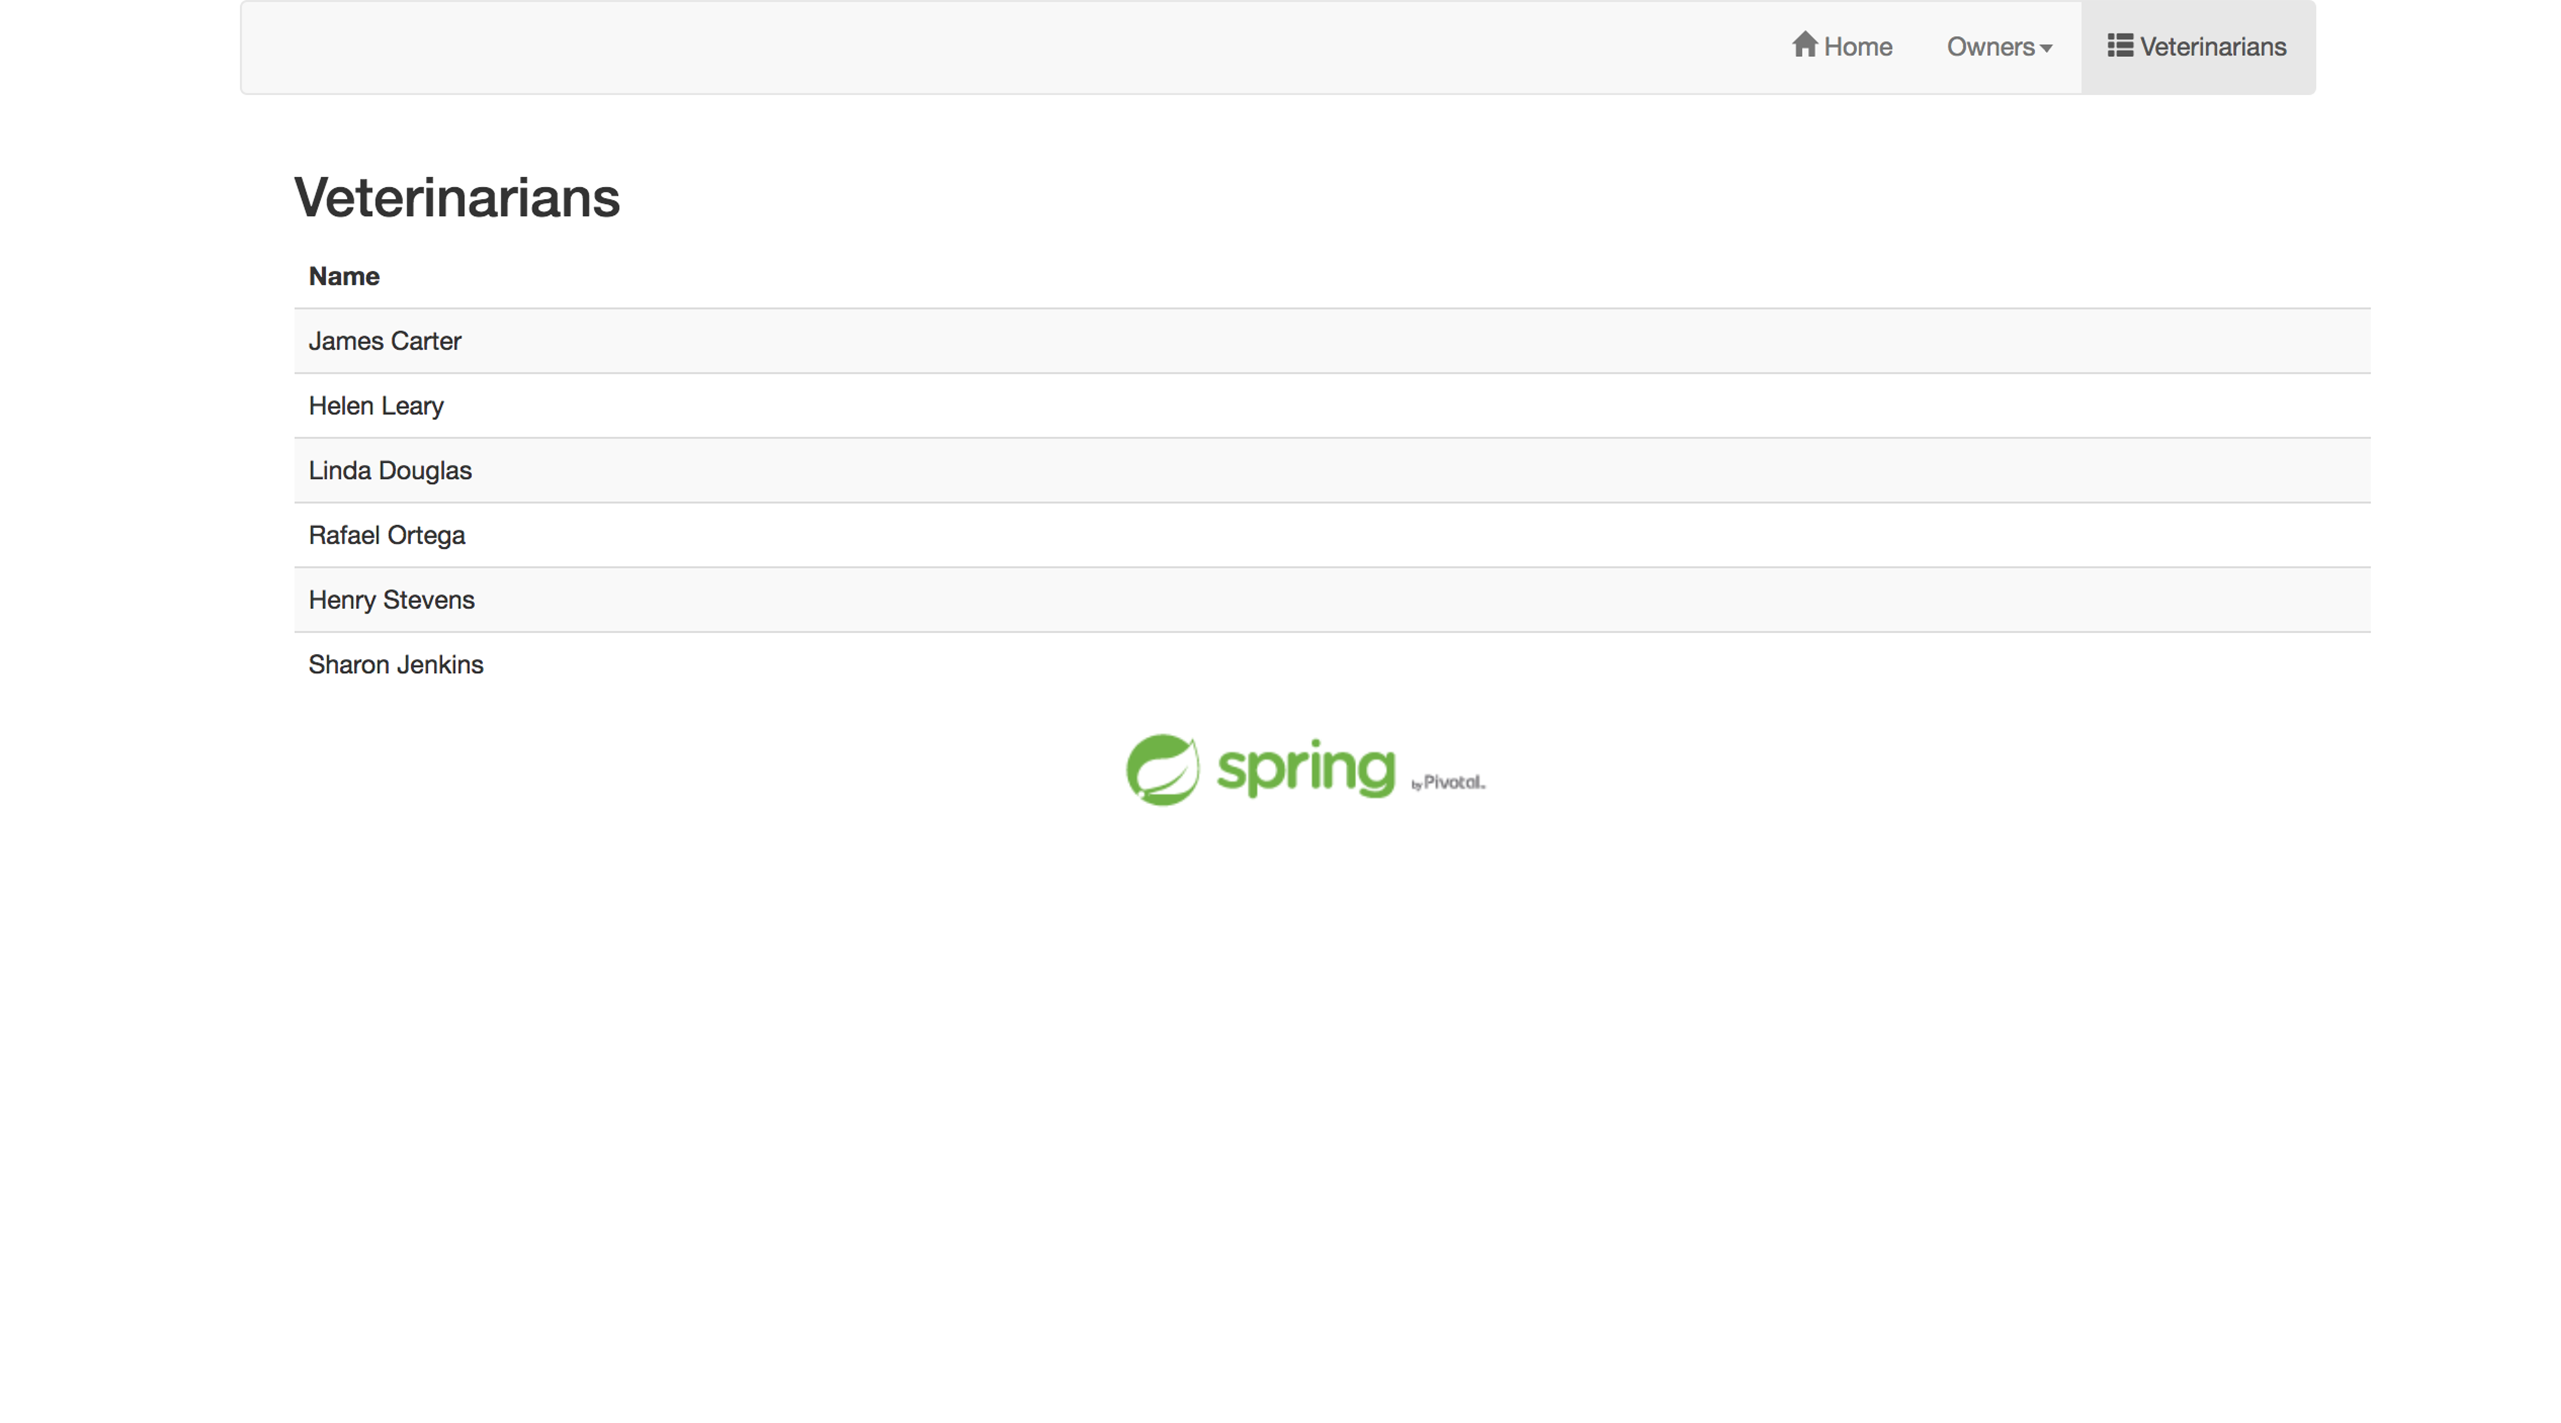 Home Owners Veterinarians
Veterinarians
Name
James Carter
Helen Leary
Linda Douglas
Rafael Ortega
Henry Stevens
Sharon Jenkins
spring by Pivotal™